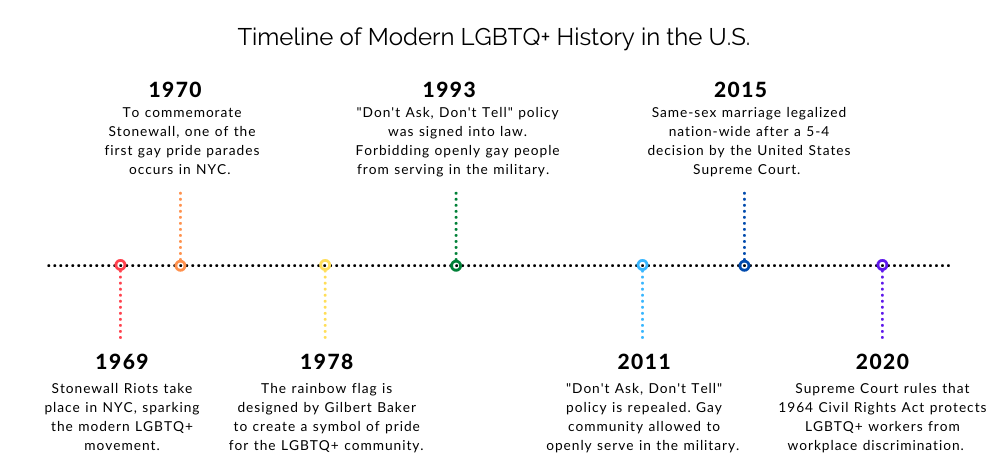 Timeline of Modern LGBTQ+ History in the U.S.
1970
To commemorate
Stonewall, one of the
first gay pride parades
occurs in NYC.
1993
"Don't Ask, Don't Tell" policy
was signed into law.
Forbidding openly gay people
from serving in the military.
2015
Same-sex marriage legalized
nation-wide after a 5-4
decision by the United States
Supreme Court.
1969
Stonewall Riots take
place in NYC, sparking
the modern LGBTQ+
movement.
1978
The rainbow flag is
designed by Gilbert Baker
to create a symbol of pride
for the LGBTQ+ community.
2011
"Don't Ask, Don't Tell"
policy is repealed. Gay
community allowed to
openly serve in the military.
2020
Supreme Court rules that
1964 Civil Rights Act protects
LGBTQ+ workers from
workplace discrimination.